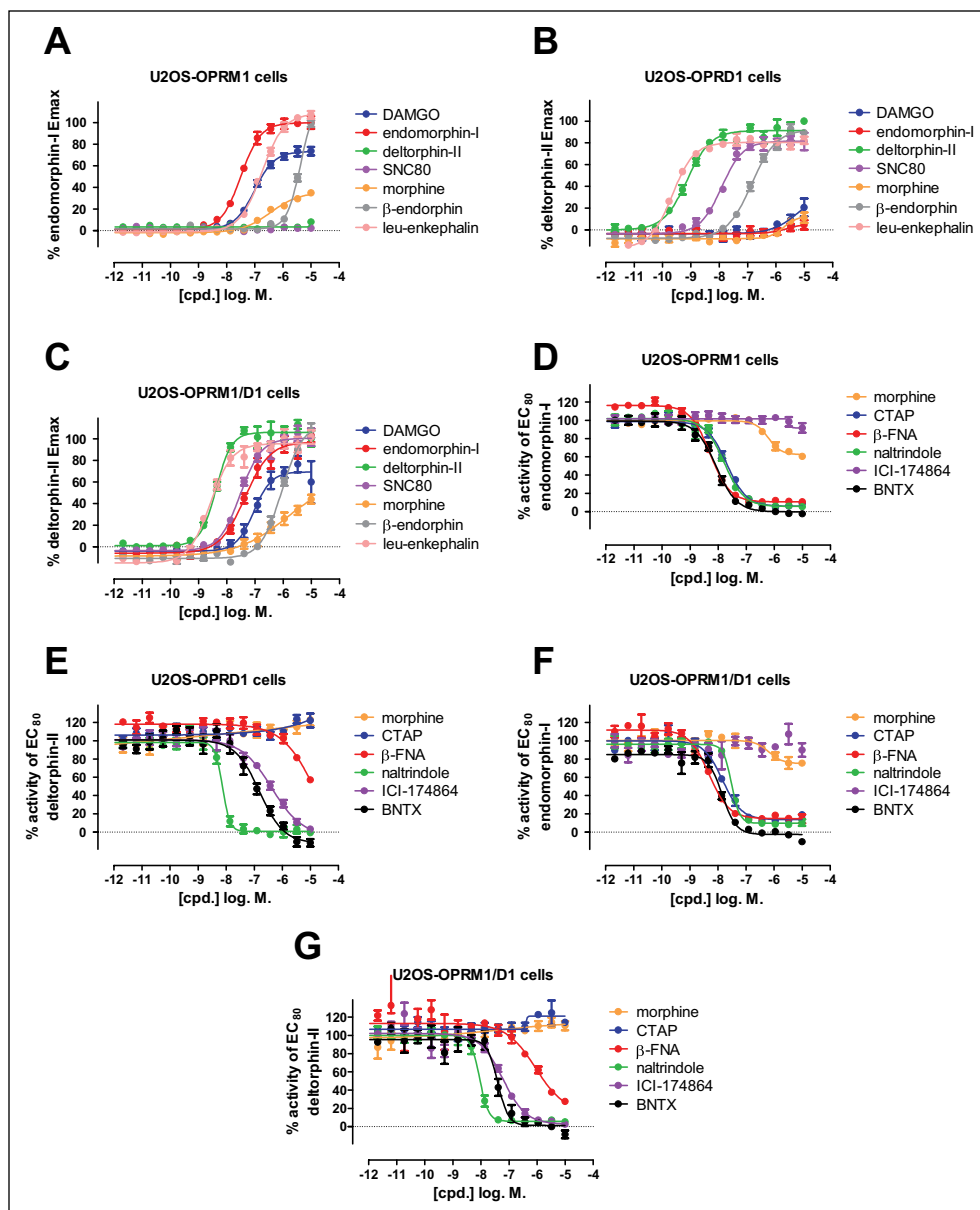 A
U2OS-OPRM1 cells
% endomorphin-I Emax
120
100
80
60
40
20
0
-12 -11 -10 -9 -8 -7 -6 -5 -4
[cpd.] log. M.
DAMGO
endomorphin-I
deltorphin-II
SNC80
morphine
β-endorphin
leu-enkephalin
B
U2OS-OPRD1 cells
% deltorphin-II Emax
120
100
80
60
40
20
0
-12 -11 -10 -9 -8 -7 -6 -5 -4
[cpd.] log. M.
DAMGO
endomorphin-I
deltorphin-II
SNC80
morphine
β-endorphin
leu-enkephalin
C
U2OS-OPRM1/D1 cells
% deltorphin-II Emax
120
100
80
60
40
20
0
-12 -11 -10 -9 -8 -7 -6 -5 -4
[cpd.] log. M.
DAMGO
endomorphin-I
deltorphin-II
SNC80
morphine
β-endorphin
leu-enkephalin
D
U2OS-OPRM1 cells
% activity of EC80
endomorphin-I
120
100
80
60
40
20
0
-12 -11 -10 -9 -8 -7 -6 -5 -4
[cpd.] log. M.
morphine
CTAP
β-FNA
naltrindole
ICI-174864
BNTX
E
U2OS-OPRD1 cells
% activity of EC80
deltorphin-II
120
100
80
60
40
20
0
-12 -11 -10 -9 -8 -7 -6 -5 -4
[cpd.] log. M.
morphine
CTAP
β-FNA
naltrindole
ICI-174864
BNTX
F
U2OS-OPRM1/D1 cells
% activity of EC80
endomorphin-I
120
100
80
60
40
20
0
-12 -11 -10 -9 -8 -7 -6 -5 -4
[cpd.] log. M.
morphine
CTAP
β-FNA
naltrindole
ICI-174864
BNTX
G
U2OS-OPRM1/D1 cells
% activity of EC80
deltorphin-II
120
100
80
60
40
20
0
-12 -11 -10 -9 -8 -7 -6 -5 -4
[cpd.] log. M.
morphine
CTAP
β-FNA
naltrindole
ICI-174864
BNTX